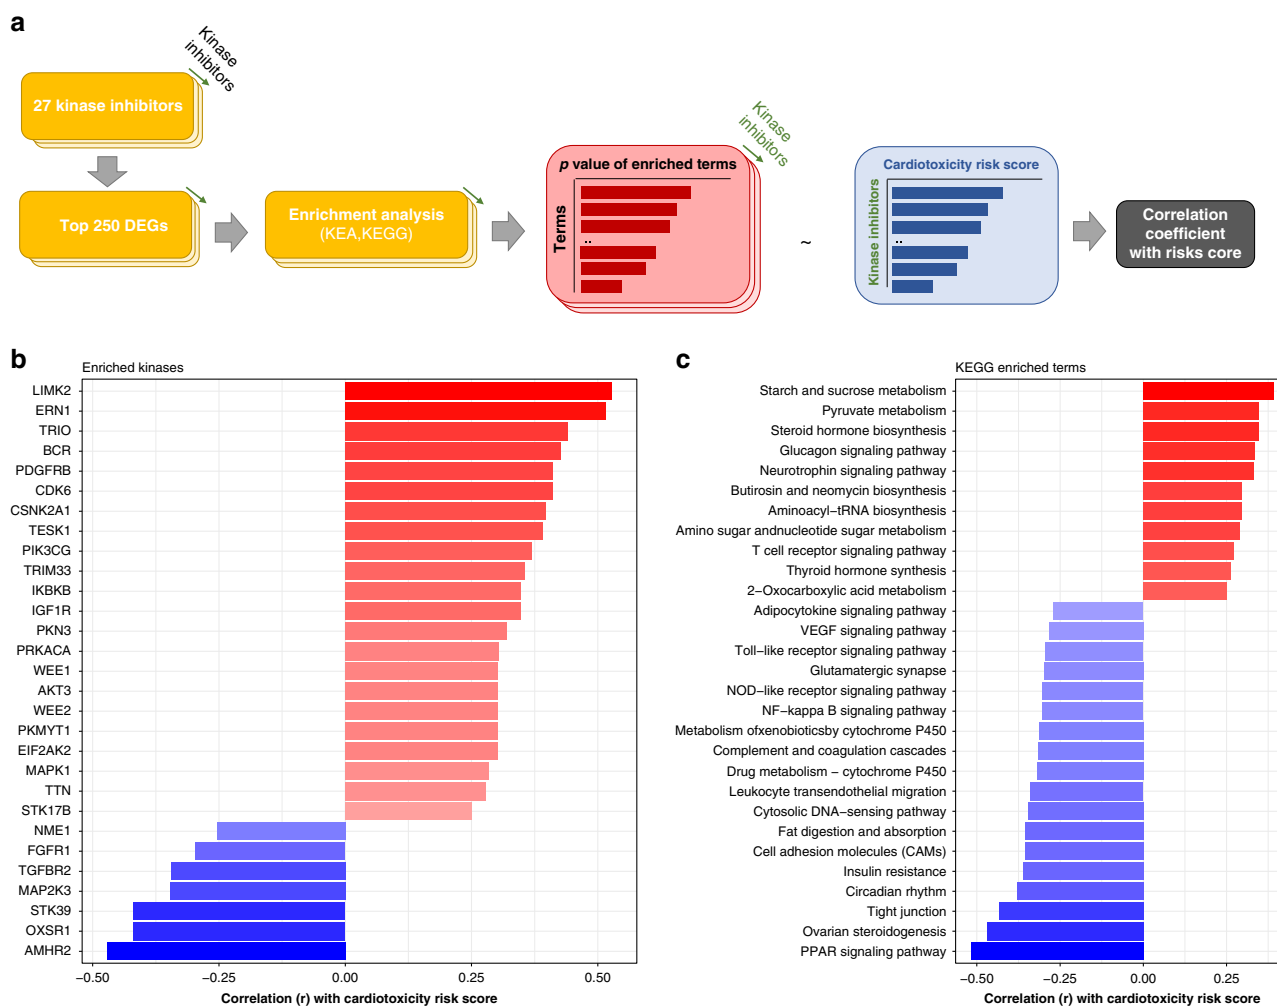 a
Kinase
inhibitors
27 kinase inhibitors
Top 250 DEGs
Enrichment analysis
(KEA,KEGG)
Kinase
inhibitors
p value of enriched terms
Terms
..
~
Cardiotoxicity risk score
Kinase inhibitors
..
Correlation
coefficient
with risks core
b
Enriched kinases
LIMK2
ERN1
TRIO
BCR
PDGFRB
CDK6
CSNK2A1
TESK1
PIK3CG
TRIM33
IKBKB
IGF1R
PKN3
PRKACA
WEE1
AKT3
WEE2
PKMYT1
EIF2AK2
MAPK1
TTN
STK17B
NME1
FGFR1
TGFBR2
MAP2K3
STK39
OXSR1
AMHR2
−0.50 −0.25 0.00 0.25 0.50
Correlation (r) with cardiotoxicity risk score
c
KEGG enriched terms
Starch and sucrose metabolism
Pyruvate metabolism
Steroid hormone biosynthesis
Glucagon signaling pathway
Neurotrophin signaling pathway
Butirosin and neomycin biosynthesis
Aminoacyl−tRNA biosynthesis
Amino sugar andnucleotide sugar metabolism
T cell receptor signaling pathway
Thyroid hormone synthesis
2−Oxocarboxylic acid metabolism
Adipocytokine signaling pathway
VEGF signaling pathway
Toll−like receptor signaling pathway
Glutamatergic synapse
NOD−like receptor signaling pathway
NF−kappa B signaling pathway
Metabolism ofxenobioticsby cytochrome P450
Complement and coagulation cascades
Drug metabolism − cytochrome P450
Leukocyte transendothelial migration
Cytosolic DNA−sensing pathway
Fat digestion and absorption
Cell adhesion molecules (CAMs)
Insulin resistance
Circadian rhythm
Tight junction
Ovarian steroidogenesis
PPAR signaling pathway
−0.50 −0.25 0.00 0.25
Correlation (r) with cardiotoxicity risk score